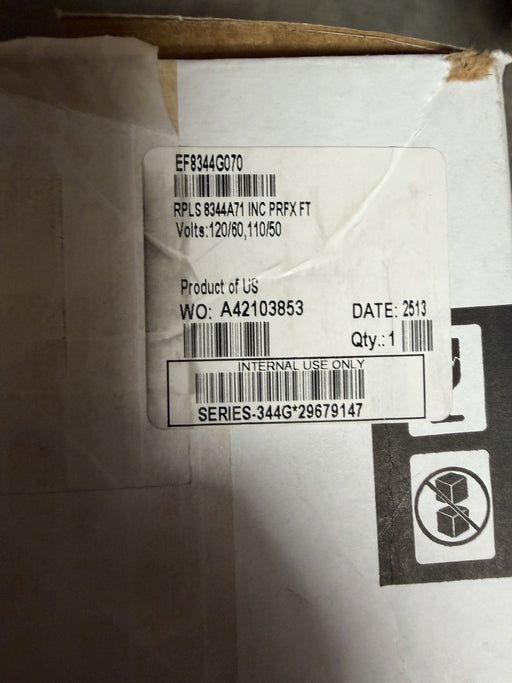 EF8344G070
RPLS 8344A71 INC PRFX FT
Volts:120/60,110/50
Product of US
WO: A42103853
DATE: 2513
Qty.: 1
INTERNAL USE ONLY
SERIES-344G*29679147